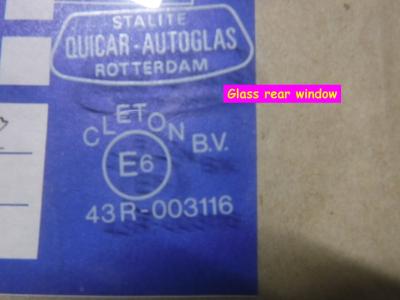 STALITE
QUICAR-AUTOGLAS
ROTTERDAM
Glass rear window
CLETON B.V.
E6
43R-003116